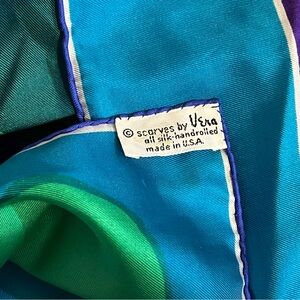 © scarves by Vera
all silk-handrolled
made in U.S.A.